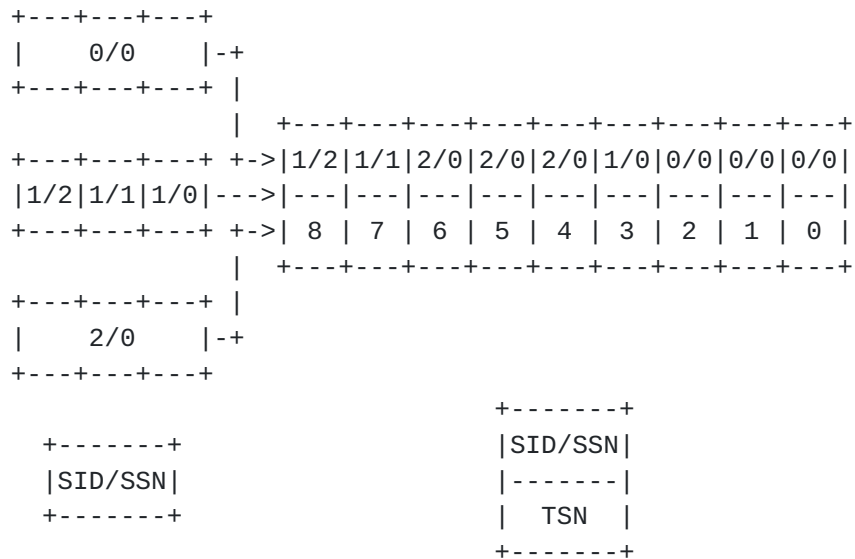 +---+---+---+
|    0/0    |-+
+---+---+---+ |
              |  +---+---+---+---+---+---+---+---+---+
+---+---+---+ +->|1/2|1/1|2/0|2/0|2/0|1/0|0/0|0/0|0/0|
|1/2|1/1|1/0|--->|---|---|---|---|---|---|---|---|---|
+---+---+---+ +->| 8 | 7 | 6 | 5 | 4 | 3 | 2 | 1 | 0 |
              |  +---+---+---+---+---+---+---+---+---+
+---+---+---+ |
|    2/0    |-+
+---+---+---+
                               +-------+
  +-------+                    |SID/SSN|
  |SID/SSN|                    |-------|
  +-------+                    |  TSN  |
                               +-------+